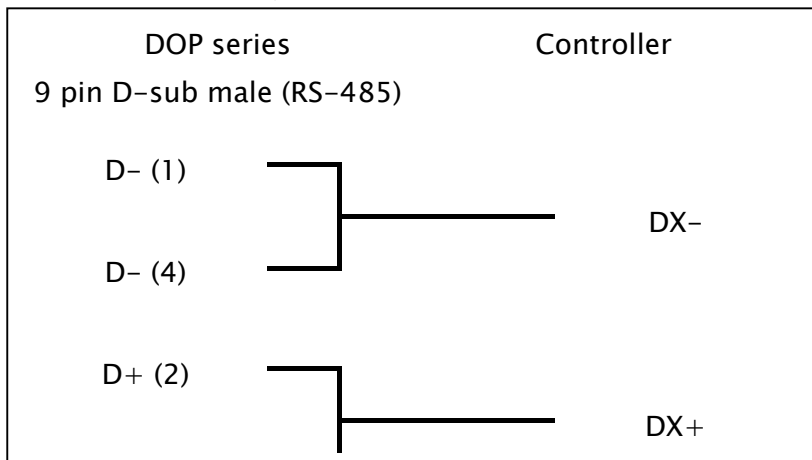 DOP series Controller
9 pin D-sub male (RS-485)
D- (1)
DX-
D- (4)
D+ (2)
DX+